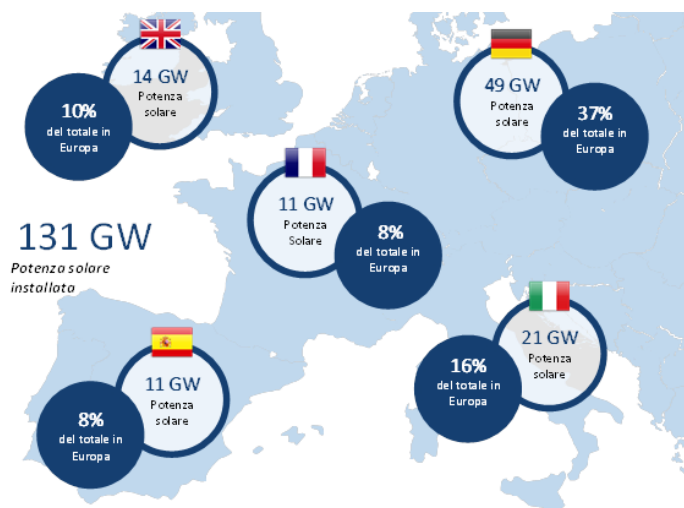 14 GW
Potenza
solare
10%
del totale in
Europa
49 GW
Potenza
solare
37%
del totale in
Europa
11 GW
Potenza
Solare
8%
del totale in
Europa
131 GW
Potenza solare
installata
21 GW
Potenza
solare
16%
del totale in
Europa
11 GW
Potenza
solare
8%
del totale in
Europa